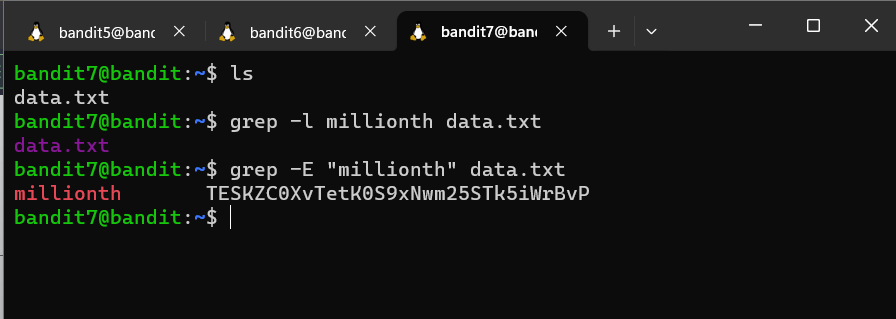 bandit5@banc
bandit6@banc
bandit7@banc
bandit7@bandit:~$ ls
data.txt
bandit7@bandit:~$ grep -l millionth data.txt
data.txt
bandit7@bandit:~$ grep -E "millionth" data.txt
millionth TESKZC0XvTetK0S9xNwm25STk5iWrBvP
bandit7@bandit:~$